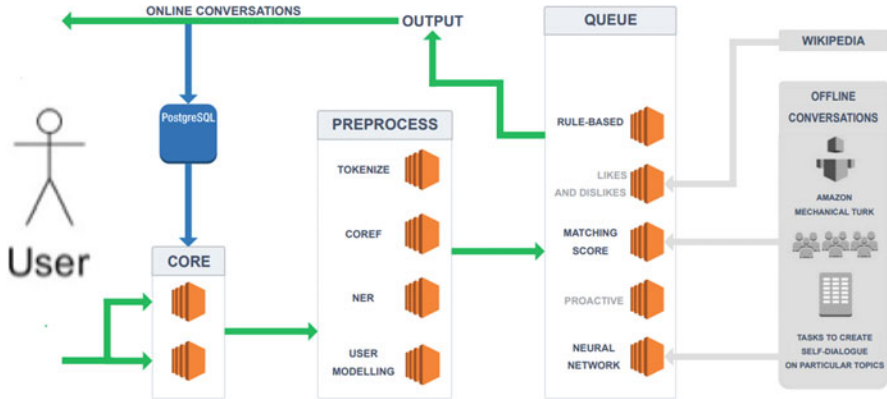 ONLINE CONVERSATIONS
OUTPUT
QUEUE
WIKIPEDIA
PostgreSQL
User
CORE
PREPROCESS
TOKENIZE
COREF
NER
USER
MODELLING
RULE-BASED
LIKES
AND DISLIKES
MATCHING
SCORE
PROACTIVE
NEURAL
NETWORK
OFFLINE
CONVERSATIONS
AMAZON
MECHANICAL TURK
TASKS TO CREATE
SELF-DIALOGUE
ON PARTICULAR TOPICS